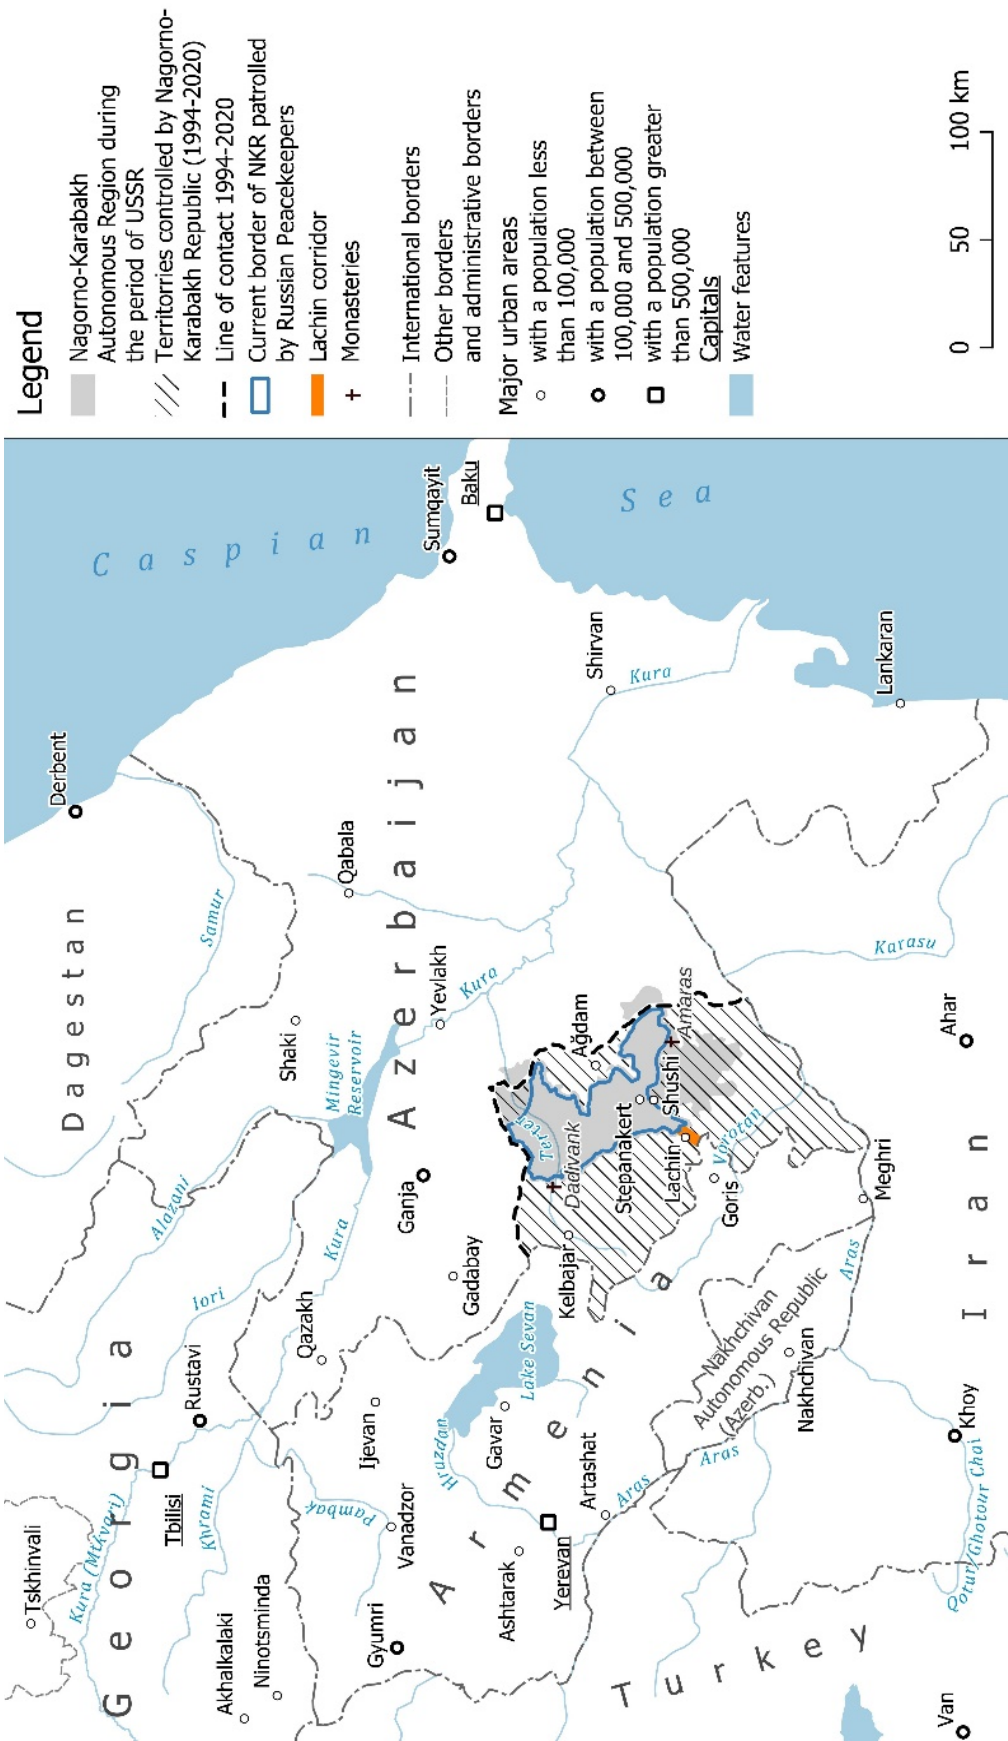 Legend
Nagorno-Karabakh
Autonomous Region during
the period of USSR
Territorries controlled by Nagorno-
Karabakh Republic (1994-2020)
Line of contact 1994-2020
Current border of NKR patrolled
by Russian Peacekeepers
Lachin corridor
Monasteries
International borders
Other borders
and administrative borders
Major urban areas
with a population less
than 100,000
with a population between
100,000 and 500,000
with a population greater
than 500,000
Capitals
Water features
0 50 100 km
Tskhinvali
Kura (Mtkvari)
Georgia
Tbilisi
Rustavi
Khrami
Akhalkalaki
Ninotsminda
Iori
Alazani
Dagestan
Derbent
Samur
Caspian
Sea
Shaki
Qabala
Mingevir
Reservoir
Qazakh
Kura
Ganja
Gadabay
Azerbaijan
Yevlakh
Kura
Sumqayit
Baku
Shirvan
Kura
Lankaran
Pambak
Vanadzor
Ijevan
Gyumri
Armenia
Hruzdan
Gavar
Lake Sevan
Ashtarak
Yerevan
Artashat
Aras
Kelbajar
Terter
Dadivank
Ağdam
Stepanakert
Shushi
Amaras
Lachin
Goris
Vorotan
Meghri
Nakhchivan
Autonomous Republic
(Azerb.)
Nakhchivan
Aras
Aras
Turkey
Van
Khoy
Qotur/Ghotour Chai
Iran
Ahar
Karasu